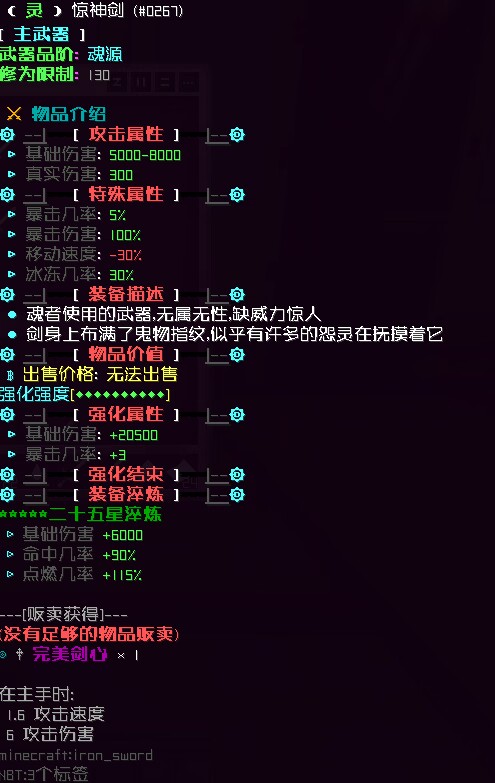 ( 灵 ) 惊神剑 (#0267)
[ 主武器 ]
武器品阶: 魂源
修为限制: 130
⚔ 物品介绍
--|— [ 攻击属性 ] —|--
▹ 基础伤害: 5000-8000
▹ 真实伤害: 300
--|— [ 特殊属性 ] —|--
▹ 暴击几率: 5%
▹ 暴击伤害: 100%
▹ 移动速度: -30%
▹ 冰冻几率: 30%
--|— [ 装备描述 ] —|--
● 魂者使用的武器,无属无性,缺威力惊人
● 剑身上布满了鬼物指纹,似乎有许多的怨灵在抚摸着它
--|— [ 物品价值 ] —|--
฿ 出售价格: 无法出售
强化强度[◆◆◆◆◆◆◆◆◆◆]
--|— [ 强化属性 ] —|--
▹ 基础伤害: +20500
▹ 暴击几率: +3
--|— [ 强化结束 ] —|--
--|— [ 装备淬炼 ] —|--
*****二十五星淬炼
▹ 基础伤害 +6000
▹ 命中几率 +90%
▹ 点燃几率 +115%
---[贩卖获得]---
(没有足够的物品贩卖)
◎ † 完美剑心 × 1
在主手时:
1.6 攻击速度
6 攻击伤害
minecraft:iron_sword
NBT:3个标签